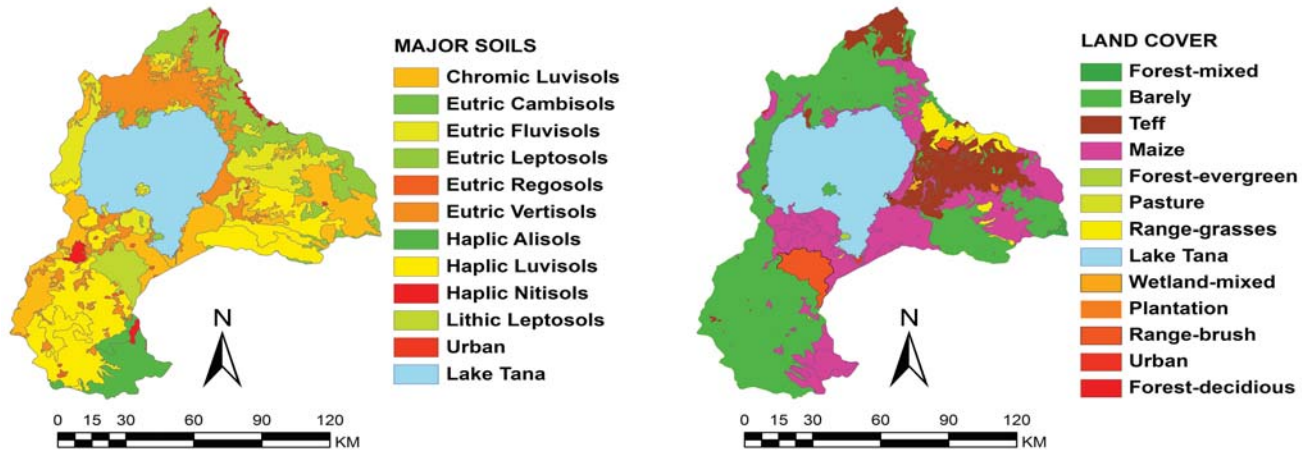 MAJOR SOILS
Chromic Luvisols
Eutric Cambisols
Eutric Fluvisols
Eutric Leptosols
Eutric Regosols
Eutric Vertisols
Haplic Alisols
Haplic Luvisols
Haplic Nitisols
Lithic Leptosols
Urban
Lake Tana
N
0 15 30 60 90 120
KM
LAND COVER
Forest-mixed
Barely
Teff
Maize
Forest-evergreen
Pasture
Range-grasses
Lake Tana
Wetland-mixed
Plantation
Range-brush
Urban
Forest-decidious
N
0 15 30 60 90 120
KM